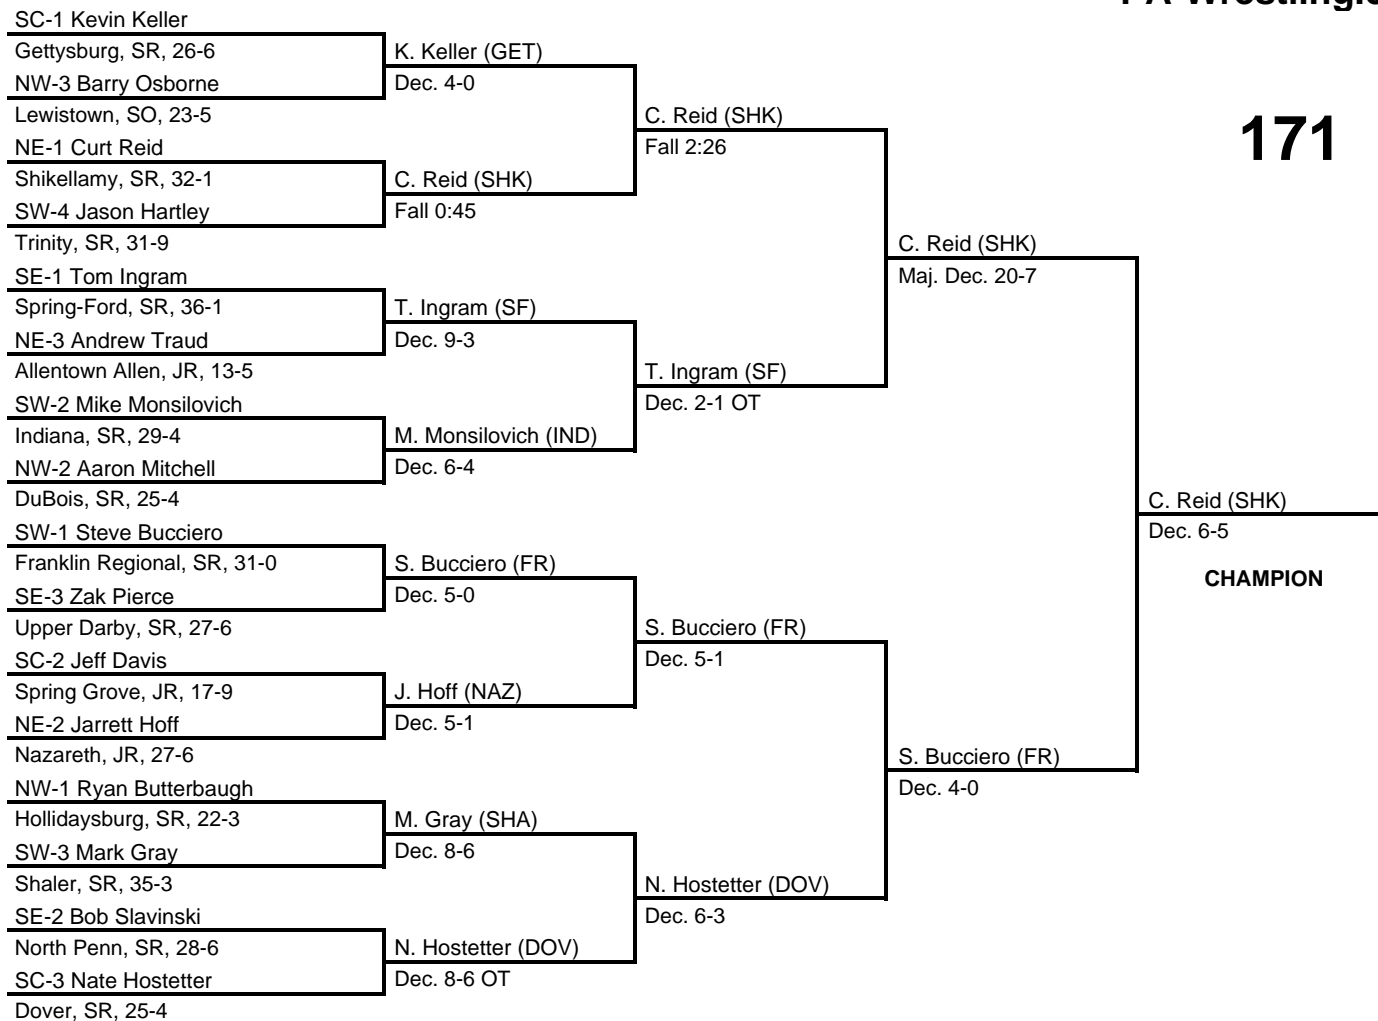 SC-1 Kevin Keller
Gettysburg, SR, 26-6
NW-3 Barry Osborne
Lewistown, SO, 23-5
NE-1 Curt Reid
Shikellamy, SR, 32-1
SW-4 Jason Hartley
Trinity, SR, 31-9
SE-1 Tom Ingram
Spring-Ford, SR, 36-1
NE-3 Andrew Traud
Allentown Allen, JR, 13-5
SW-2 Mike Monsilovich
Indiana, SR, 29-4
NW-2 Aaron Mitchell
DuBois, SR, 25-4
SW-1 Steve Bucciero
Franklin Regional, SR, 31-0
SE-3 Zak Pierce
Upper Darby, SR, 27-6
SC-2 Jeff Davis
Spring Grove, JR, 17-9
NE-2 Jarrett Hoff
Nazareth, JR, 27-6
NW-1 Ryan Butterbaugh
Hollidaysburg, SR, 22-3
SW-3 Mark Gray
Shaler, SR, 35-3
SE-2 Bob Slavinski
North Penn, SR, 28-6
SC-3 Nate Hostetter
Dover, SR, 25-4
K. Keller (GET)
Dec. 4-0
C. Reid (SHK)
Fall 0:45
T. Ingram (SF)
Dec. 9-3
M. Monsilovich (IND)
Dec. 6-4
S. Bucciero (FR)
Dec. 5-0
J. Hoff (NAZ)
Dec. 5-1
M. Gray (SHA)
Dec. 8-6
N. Hostetter (DOV)
Dec. 8-6 OT
C. Reid (SHK)
Fall 2:26
T. Ingram (SF)
Dec. 2-1 OT
S. Bucciero (FR)
Dec. 5-1
N. Hostetter (DOV)
Dec. 6-3
C. Reid (SHK)
Maj. Dec. 20-7
S. Bucciero (FR)
Dec. 4-0
171
C. Reid (SHK)
Dec. 6-5
CHAMPION